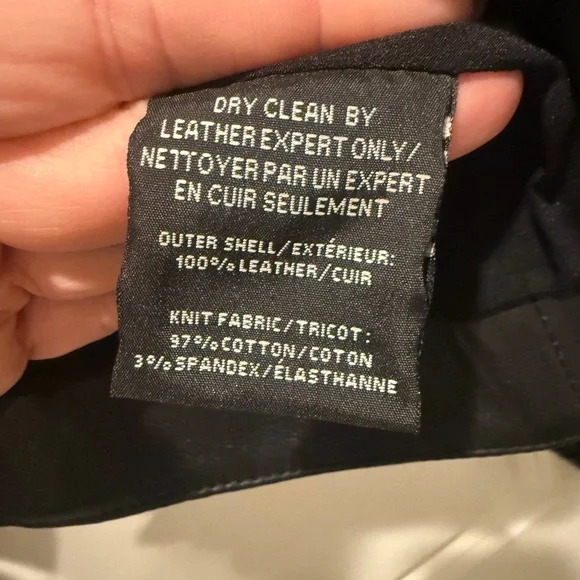 DRY CLEAN BY
LEATHER EXPERT ONLY/
NETTOYER PAR UN EXPERT
EN CUIR SEULEMENT
OUTER SHELL/EXTÉRIEUR:
100% LEATHER/CUIR
KNIT FABRIC/TRICOT:
97% COTTON/COTON
3% SPANDEX/ÉLASTHANNE